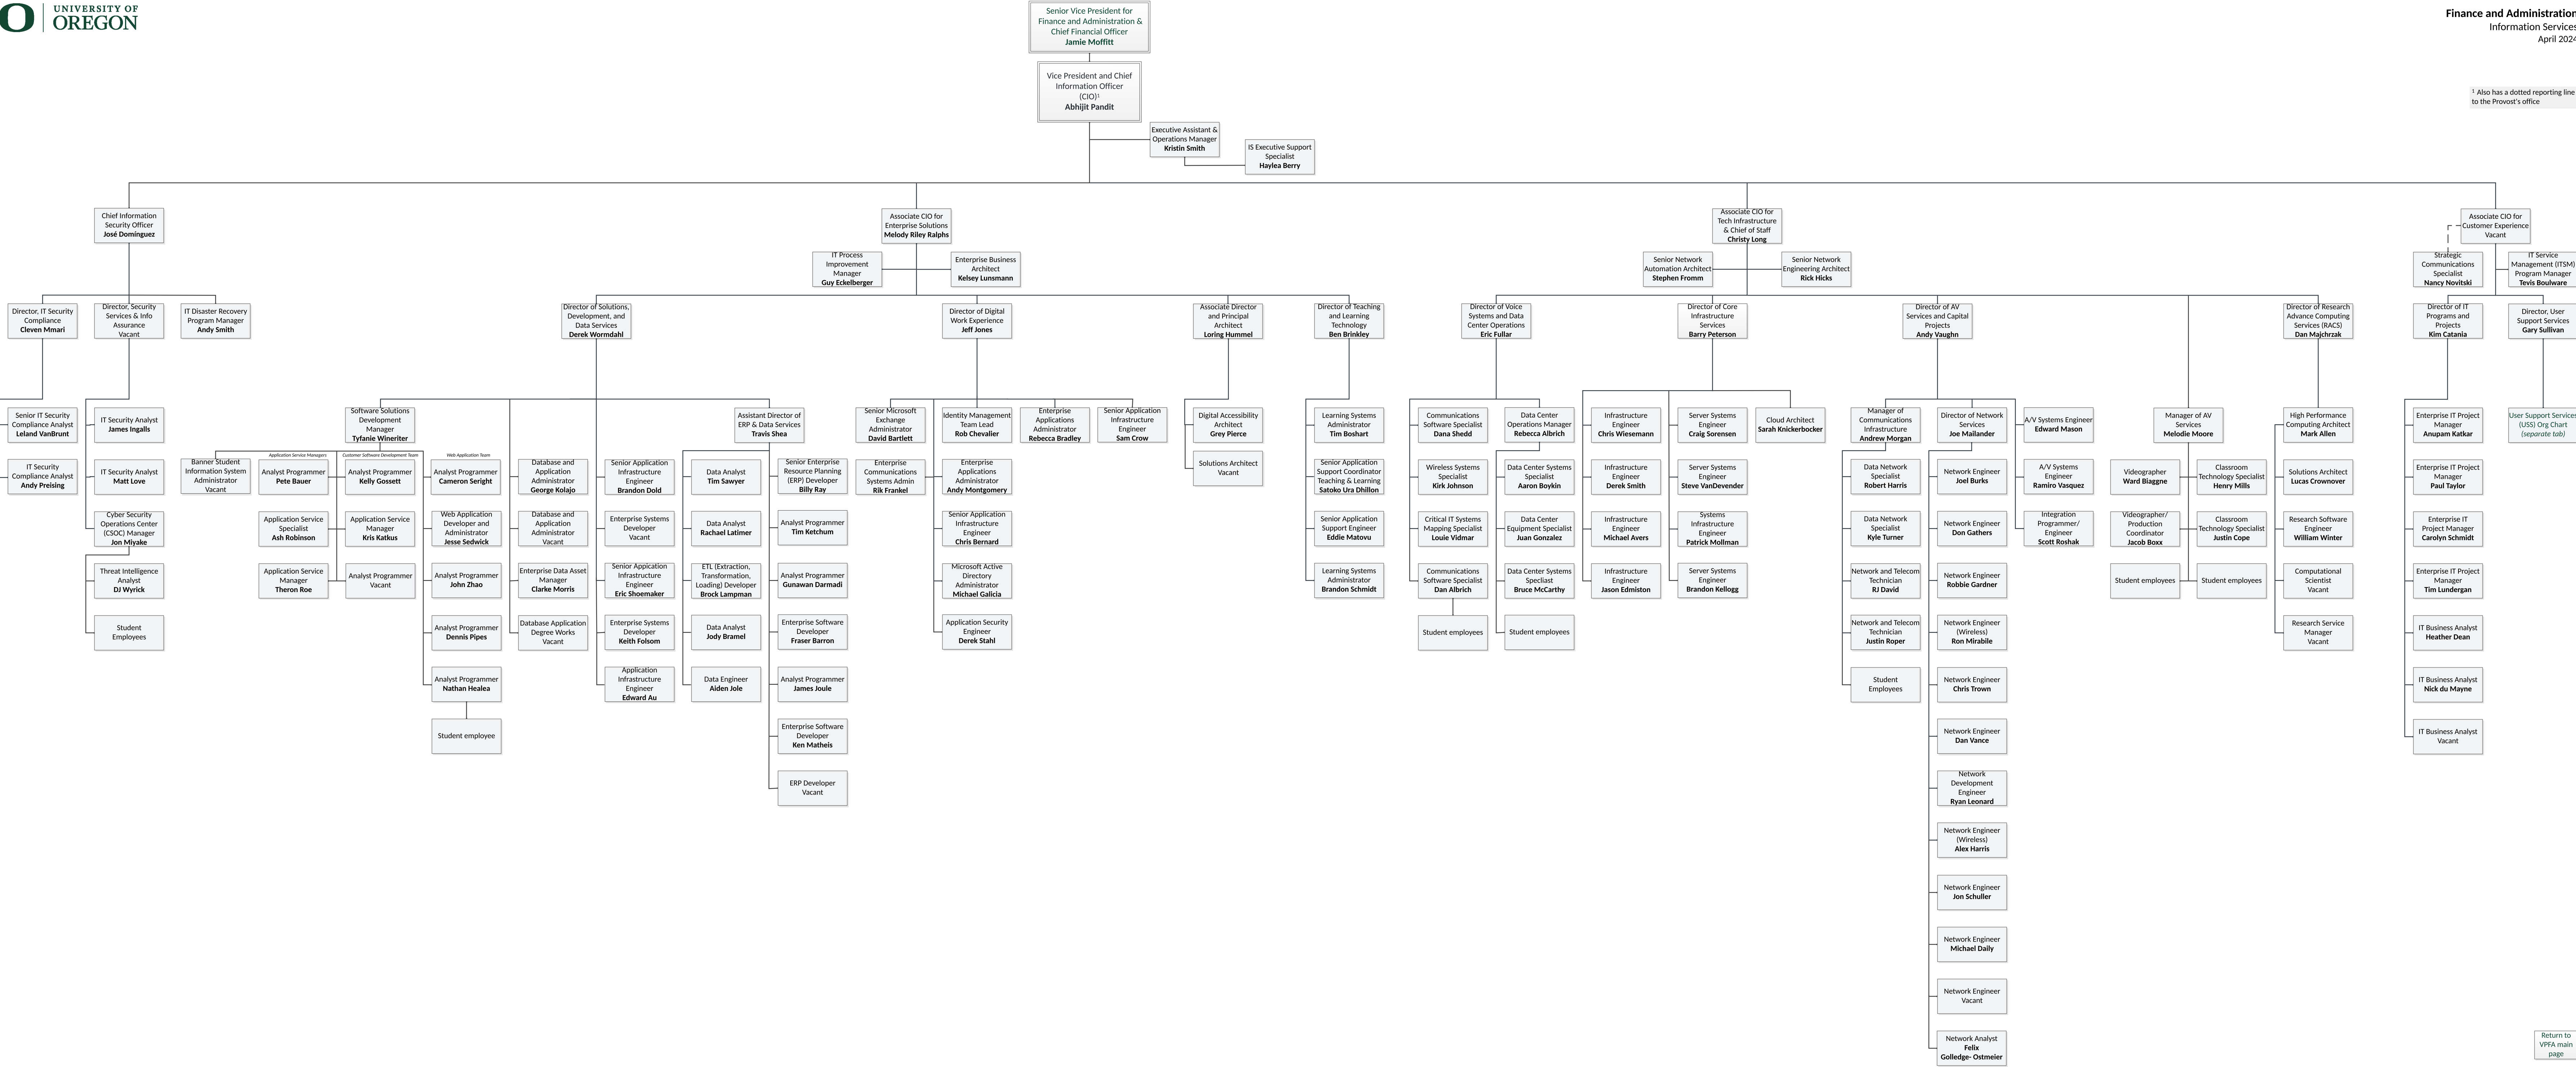 UNIVERSITY OF
OREGON
Senior Vice President for
Finance and Administration &
Chief Financial Officer
Jamie Moffitt
Finance and Administration
Information Services
April 2024
Vice President and Chief
Information Officer
(CIO)¹
Abhijit Pandit
¹ Also has a dotted reporting line
to the Provost's office
Executive Assistant &
Operations Manager
Kristin Smith
IS Executive Support
Specialist
Haylea Berry
Chief Information
Security Officer
José Domínguez
Associate CIO for
Enterprise Solutions
Melody Riley Ralphs
Associate CIO for
Tech Infrastructure
& Chief of Staff
Christy Long
Associate CIO for
Customer Experience
Vacant
IT Process
Improvement
Manager
Guy Eckelberger
Enterprise Business
Architect
Kelsey Lunsmann
Senior Network
Automation Architect
Stephen Fromm
Senior Network
Engineering Architect
Rick Hicks
Strategic
Communications
Specialist
Nancy Novitski
IT Service
Management (ITSM)
Program Manager
Tevis Boulware
Director, IT Security
Compliance
Cleven Mmari
Director, Security
Services & Info
Assurance
Vacant
IT Disaster Recovery
Program Manager
Andy Smith
Director of Solutions,
Development, and
Data Services
Derek Wormdahl
Director of Digital
Work Experience
Jeff Jones
Associate Director
and Principal
Architect
Loring Hummel
Director of Teaching
and Learning
Technology
Ben Brinkley
Director of Voice
Systems and Data
Center Operations
Eric Fullar
Director of Core
Infrastructure
Services
Barry Peterson
Director of AV
Services and Capital
Projects
Andy Vaughn
Director of Research
Advance Computing
Services (RACS)
Dan Majchrzak
Director of IT
Programs and
Projects
Kim Catania
Director, User
Support Services
Gary Sullivan
Senior IT Security
Compliance Analyst
Leland VanBrunt
IT Security Analyst
James Ingalls
Software Solutions
Development
Manager
Tyfanie Wineriter
Assistant Director of
ERP & Data Services
Travis Shea
Senior Microsoft
Exchange
Administrator
David Bartlett
Identity Management
Team Lead
Rob Chevalier
Enterprise
Applications
Administrator
Rebecca Bradley
Senior Application
Infrastructure
Engineer
Sam Crow
Digital Accessibility
Architect
Grey Pierce
Learning Systems
Administrator
Tim Boshart
Communications
Software Specialist
Dana Shedd
Data Center
Operations Manager
Rebecca Albrich
Infrastructure
Engineer
Chris Wiesemann
Server Systems
Engineer
Craig Sorensen
Cloud Architect
Sarah Knickerbocker
Manager of
Communications
Infrastructure
Andrew Morgan
Director of Network
Services
Joe Mailander
A/V Systems Engineer
Edward Mason
Manager of AV
Services
Melodie Moore
High Performance
Computing Architect
Mark Allen
Enterprise IT Project
Manager
Anupam Katkar
User Support Services
(USS) Org Chart
(separate tab)
Application Service Managers
Customer Software Development Team
Web Application Team
IT Security
Compliance Analyst
Andy Preising
IT Security Analyst
Matt Love
Banner Student
Information System
Administrator
Vacant
Analyst Programmer
Pete Bauer
Analyst Programmer
Kelly Gossett
Analyst Programmer
Cameron Seright
Database and
Application
Administrator
George Kolajo
Senior Application
Infrastructure
Engineer
Brandon Dold
Data Analyst
Tim Sawyer
Senior Enterprise
Resource Planning
(ERP) Developer
Billy Ray
Enterprise
Communications
Systems Admin
Rik Frankel
Enterprise
Applications
Administrator
Andy Montgomery
Solutions Architect
Vacant
Senior Application
Support Coordinator
Teaching & Learning
Satoko Ura Dhillon
Wireless Systems
Specialist
Kirk Johnson
Data Center Systems
Specialist
Aaron Boykin
Infrastructure
Engineer
Derek Smith
Server Systems
Engineer
Steve VanDevender
Data Network
Specialist
Robert Harris
Network Engineer
Joel Burks
A/V Systems
Engineer
Ramiro Vasquez
Videographer
Ward Biaggne
Classroom
Technology Specialist
Henry Mills
Solutions Architect
Lucas Crownover
Enterprise IT Project
Manager
Paul Taylor
Cyber Security
Operations Center
(CSOC) Manager
Jon Miyake
Application Service
Specialist
Ash Robinson
Application Service
Manager
Kris Katkus
Web Application
Developer and
Administrator
Jesse Sedwick
Database and
Application
Administrator
Vacant
Enterprise Systems
Developer
Vacant
Data Analyst
Rachael Latimer
Analyst Programmer
Tim Ketchum
Senior Application
Infrastructure
Engineer
Chris Bernard
Senior Application
Support Engineer
Eddie Matovu
Critical IT Systems
Mapping Specialist
Louie Vidmar
Data Center
Equipment Specialist
Juan Gonzalez
Infrastructure
Engineer
Michael Avers
Systems
Infrastructure
Engineer
Patrick Mollman
Data Network
Specialist
Kyle Turner
Network Engineer
Don Gathers
Integration
Programmer/
Engineer
Scott Roshak
Videographer/
Production
Coordinator
Jacob Boxx
Classroom
Technology Specialist
Justin Cope
Research Software
Engineer
William Winter
Enterprise IT
Project Manager
Carolyn Schmidt
Threat Intelligence
Analyst
DJ Wyrick
Application Service
Manager
Theron Roe
Analyst Programmer
Vacant
Analyst Programmer
John Zhao
Enterprise Data Asset
Manager
Clarke Morris
Senior Application
Infrastructure
Engineer
Eric Shoemaker
ETL (Extraction,
Transformation,
Loading) Developer
Brock Lampman
Analyst Programmer
Gunawan Darmadi
Microsoft Active
Directory
Administrator
Michael Galicia
Learning Systems
Administrator
Brandon Schmidt
Communications
Software Specialist
Dan Albrich
Data Center Systems
Specliast
Bruce McCarthy
Infrastructure
Engineer
Jason Edmiston
Server Systems
Engineer
Brandon Kellogg
Network and Telecom
Technician
RJ David
Network Engineer
Robbie Gardner
Student employees
Student employees
Computational
Scientist
Vacant
Enterprise IT Project
Manager
Tim Lundergan
Student
Employees
Analyst Programmer
Dennis Pipes
Database Application
Degree Works
Vacant
Enterprise Systems
Developer
Keith Folsom
Data Analyst
Jody Bramel
Enterprise Software
Developer
Fraser Barron
Application Security
Engineer
Derek Stahl
Student employees
Student employees
Network and Telecom
Technician
Justin Roper
Network Engineer
(Wireless)
Ron Mirabile
Research Service
Manager
Vacant
IT Business Analyst
Heather Dean
Analyst Programmer
Nathan Healea
Application
Infrastructure
Engineer
Edward Au
Data Engineer
Aiden Jole
Analyst Programmer
James Joule
Student
Employees
Network Engineer
Chris Trown
IT Business Analyst
Nick du Mayne
Student employee
Enterprise Software
Developer
Ken Matheis
Network Engineer
Dan Vance
IT Business Analyst
Vacant
ERP Developer
Vacant
Network
Development
Engineer
Ryan Leonard
Network Engineer
(Wireless)
Alex Harris
Network Engineer
Jon Schuller
Network Engineer
Michael Daily
Network Engineer
Vacant
Network Analyst
Felix
Golledge- Ostmeier
Return to
VPFA main
page